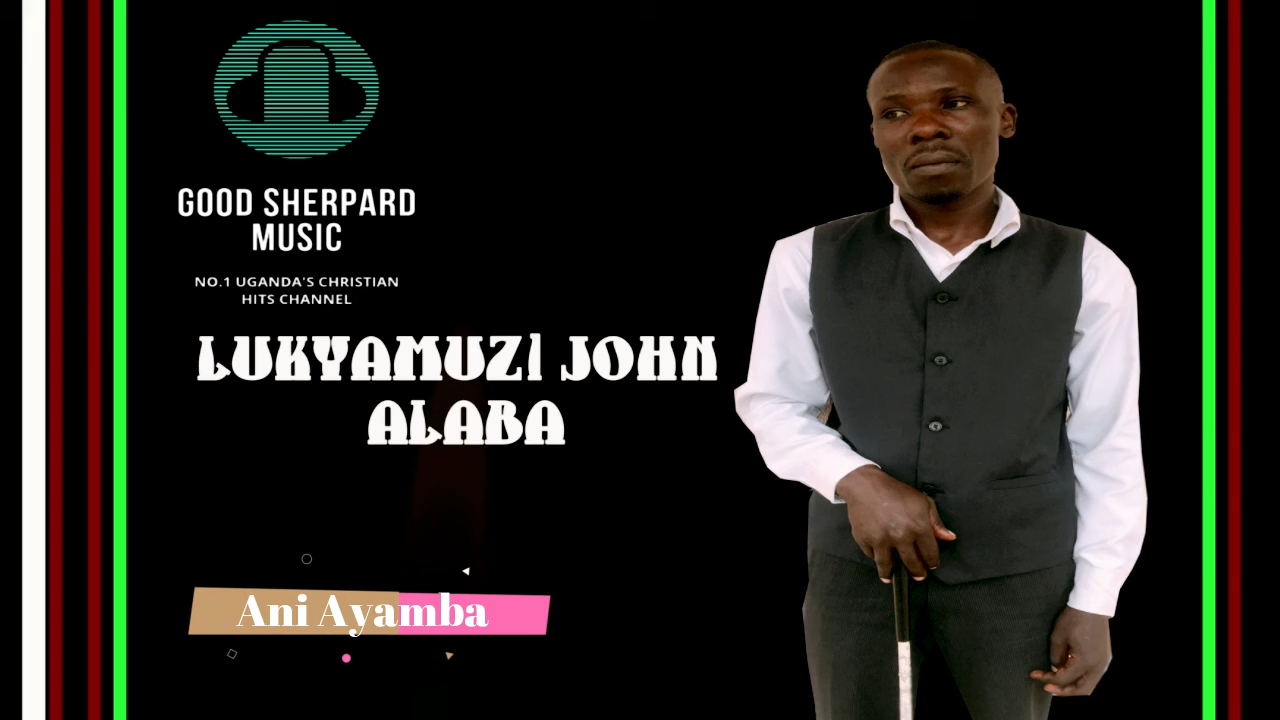 GOOD SHERPARD
MUSIC
NO.1 UGANDA'S CHRISTIAN
HITS CHANNEL
LUKYAMUZI JOHN
ALABA
Ani Ayamba